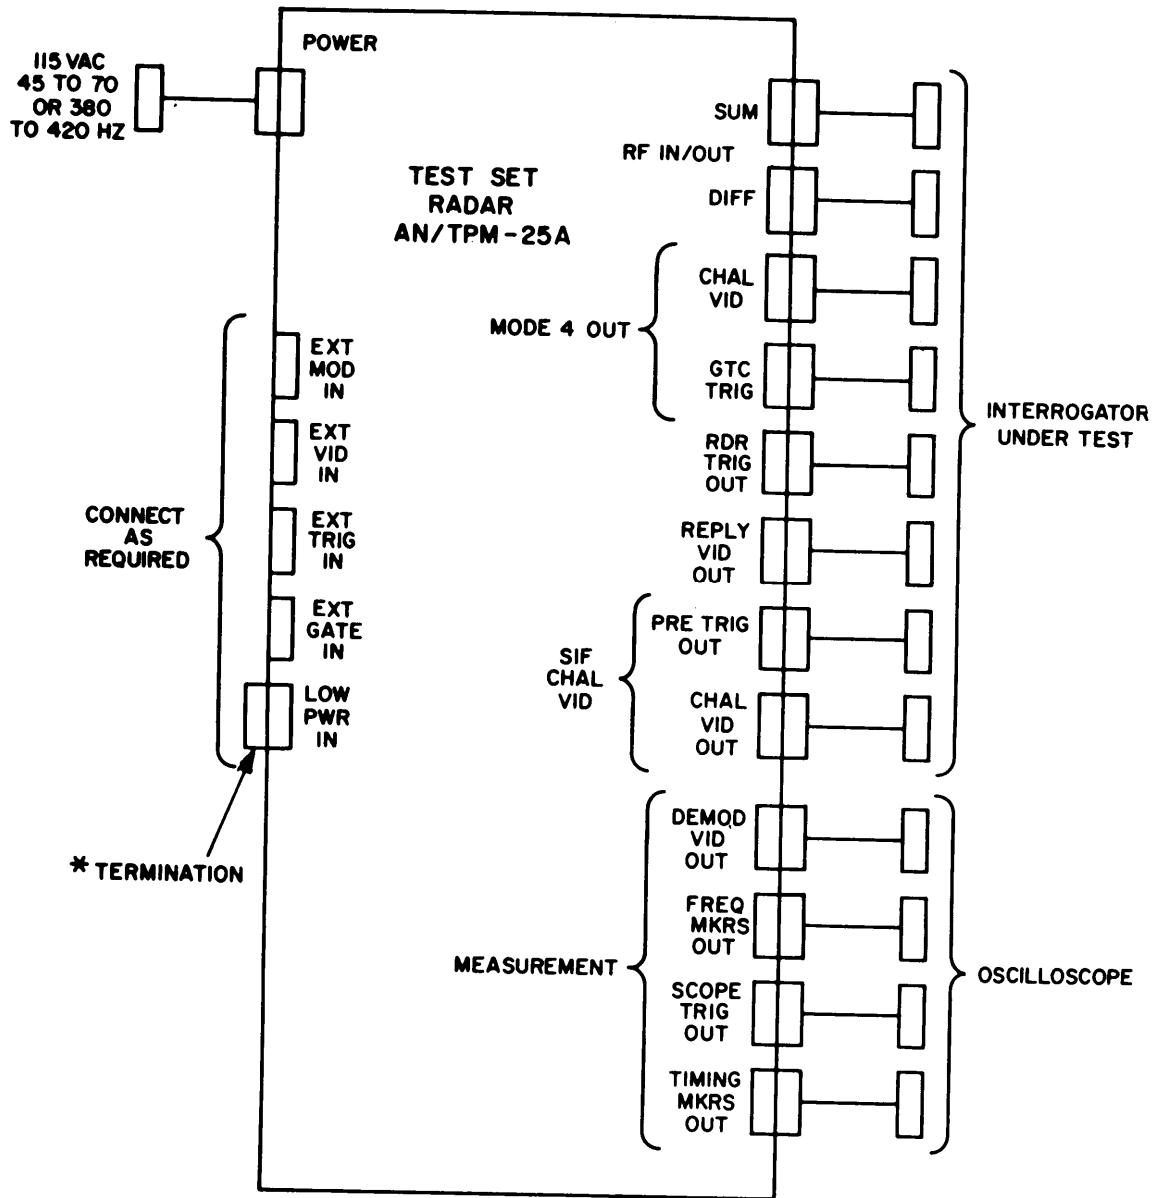 POWER
115 VAC
45 TO 70
OR 380
TO 420 HZ
TEST SET
RADAR
AN/TPM-25A
SUM
RF IN/OUT
DIFF
MODE 4 OUT
CHAL
VID
GTC
TRIG
RDR
TRIG
OUT
REPLY
VID
OUT
SIF
CHAL
VID
PRE TRIG
OUT
CHAL
VID
OUT
INTERROGATOR
UNDER TEST
CONNECT
AS
REQUIRED
EXT
MOD
IN
EXT
VID
IN
EXT
TRIG
IN
EXT
GATE
IN
LOW
PWR
IN
* TERMINATION
MEASUREMENT
DEMOD
VID
OUT
FREQ
MKRS
OUT
SCOPE
TRIG
OUT
TIMING
MKRS
OUT
OSCILLOSCOPE